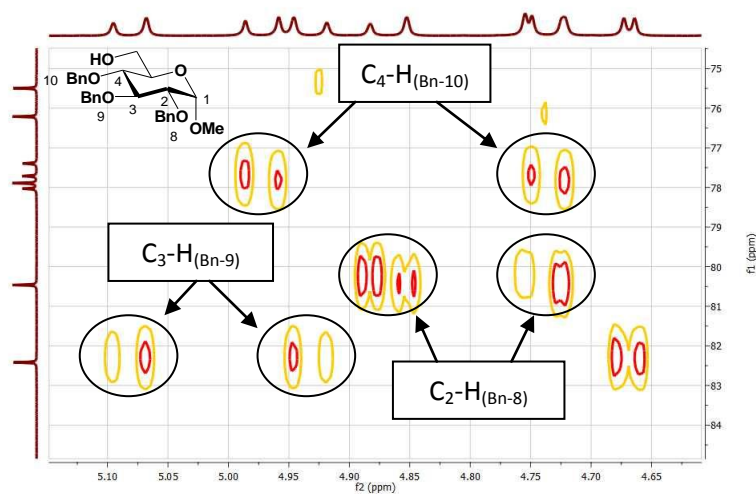 HO
BnO
BnO
BnO
OMe
O
10
4
9
3
2
8
1
C₄-H(Bn-10)
C₃-H(Bn-9)
C₂-H(Bn-8)
75
76
77
78
79
80
81
82
83
84
f1 (ppm)
5.10 5.05 5.00 4.95 4.90 4.85 4.80 4.75 4.70 4.65
f2 (ppm)